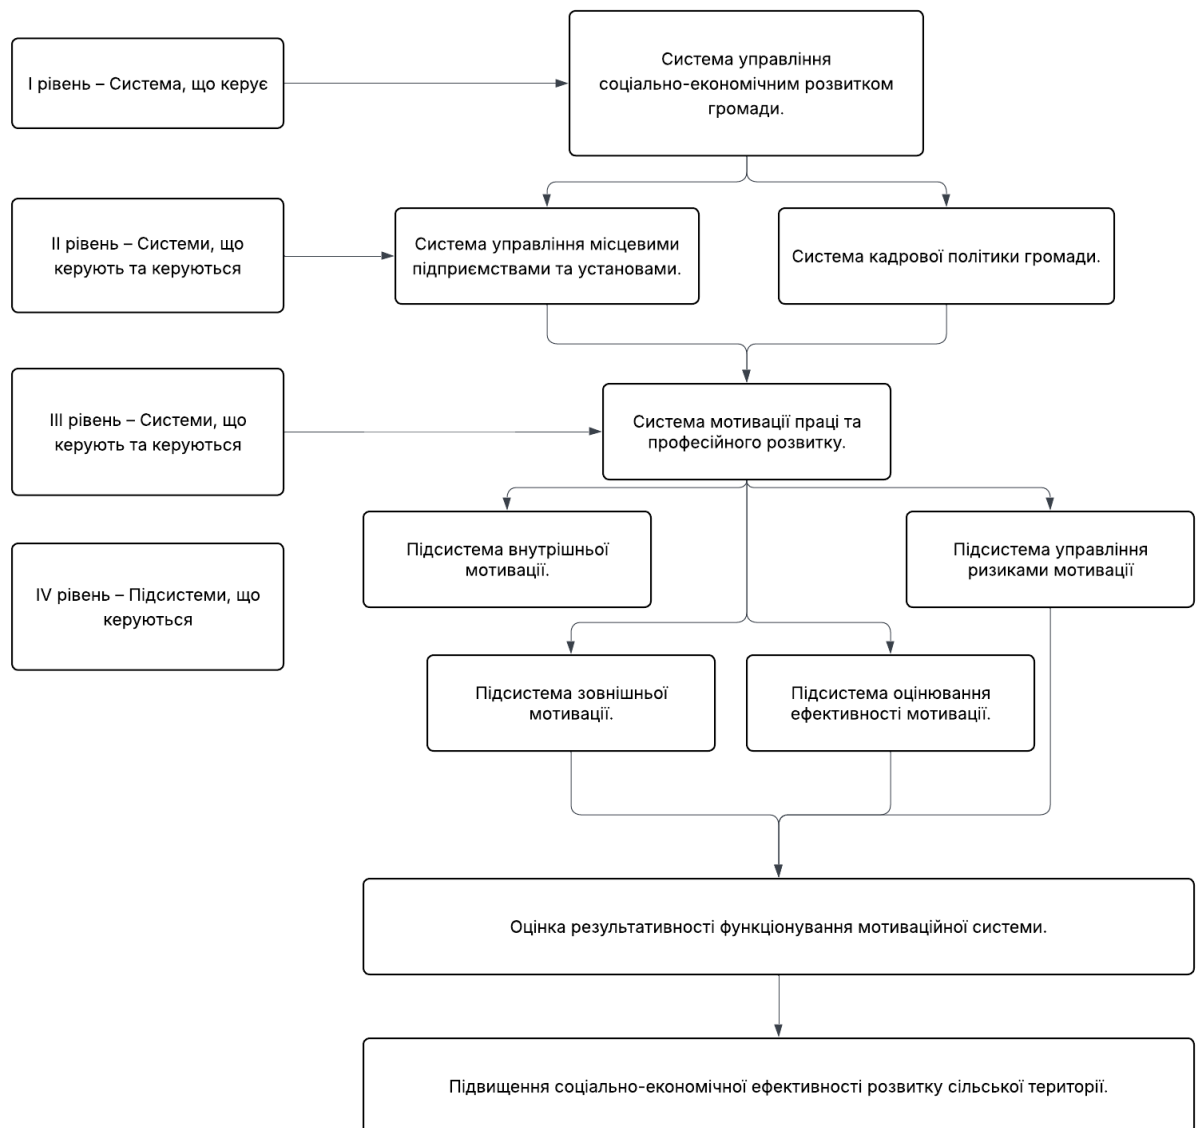 I рівень – Система, що керує
Система управління
соціально-економічним розвитком
громади.
II рівень – Системи, що
керують та керуються
Система управління місцевими
підприємствами та установами.
Система кадрової політики громади.
III рівень – Системи, що
керують та керуються
Система мотивації праці та
професійного розвитку.
Підсистема внутрішньої
мотивації.
Підсистема управління
ризиками мотивації
IV рівень – Підсистеми, що
керуються
Підсистема зовнішньої
мотивації.
Підсистема оцінювання
ефективності мотивації.
Оцінка результативності функціонування мотиваційної системи.
Підвищення соціально-економічної ефективності розвитку сільської території.